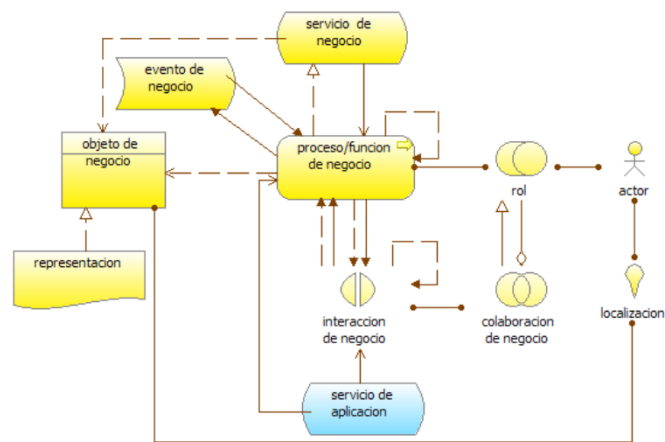 servicio de
negocio
evento de
negocio
objeto de
negocio
proceso/funcion
de negocio
rol
actor
representacion
interaccion
de negocio
colaboracion
de negocio
localizacion
servicio de
aplicacion